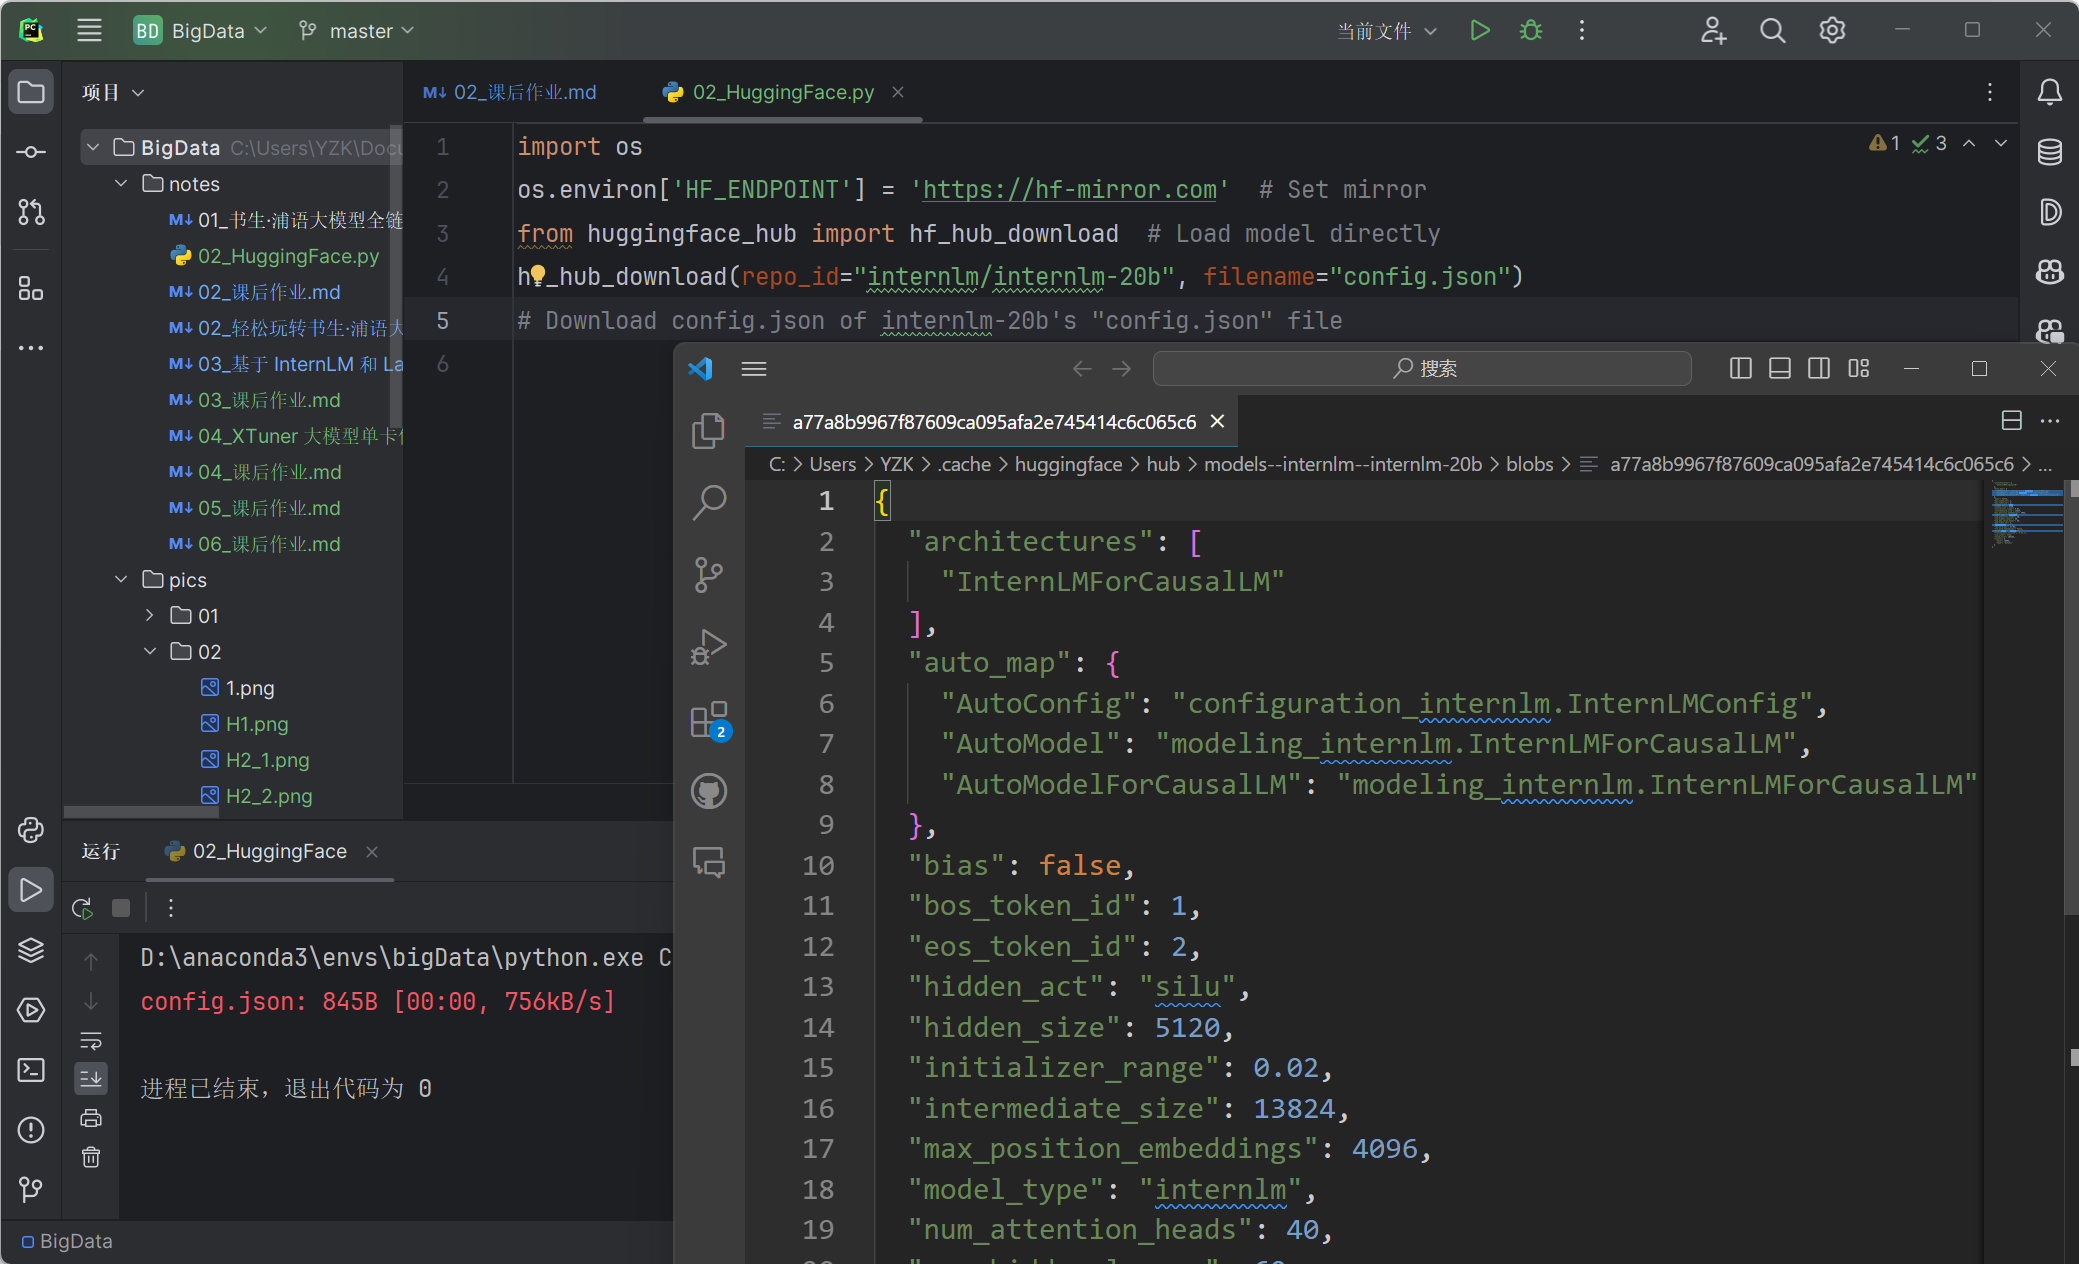 BD BigData master 当前文件
项目
BigData C:\Users\YZK\Docu
notes
M↓ 01_书生·浦语大模型全链
02_HuggingFace.py
M↓ 02_课后作业.md
M↓ 02_轻松玩转书生·浦语大
M↓ 03_基于 InternLM 和 La
M↓ 03_课后作业.md
M↓ 04_XTuner 大模型单卡
M↓ 04_课后作业.md
M↓ 05_课后作业.md
M↓ 06_课后作业.md
pics
01
02
1.png
H1.png
H2_1.png
H2_2.png
M↓ 02_课后作业.md 02_HuggingFace.py
1 import os
2 os.environ['HF_ENDPOINT'] = 'https://hf-mirror.com'  # Set mirror
3 from huggingface_hub import hf_hub_download  # Load model directly
4 h_hub_download(repo_id="internlm/internlm-20b", filename="config.json")
5 # Download config.json of internlm-20b's "config.json" file
6
1 3
运行 02_HuggingFace
D:\anaconda3\envs\bigData\python.exe C
config.json: 845B [00:00, 756kB/s]
进程已结束，退出代码为 0
BigData
搜索
a77a8b9967f87609ca095afa2e745414c6c065c6
C: > Users > YZK > .cache > huggingface > hub > models--internlm--internlm-20b > blobs > a77a8b9967f87609ca095afa2e745414c6c065c6 > ...
2
1 {
2 "architectures": [
3 "InternLMForCausalLM"
4 ],
5 "auto_map": {
6 "AutoConfig": "configuration_internlm.InternLMConfig",
7 "AutoModel": "modeling_internlm.InternLMForCausalLM",
8 "AutoModelForCausalLM": "modeling_internlm.InternLMForCausalLM"
9 },
10 "bias": false,
11 "bos_token_id": 1,
12 "eos_token_id": 2,
13 "hidden_act": "silu",
14 "hidden_size": 5120,
15 "initializer_range": 0.02,
16 "intermediate_size": 13824,
17 "max_position_embeddings": 4096,
18 "model_type": "internlm",
19 "num_attention_heads": 40,